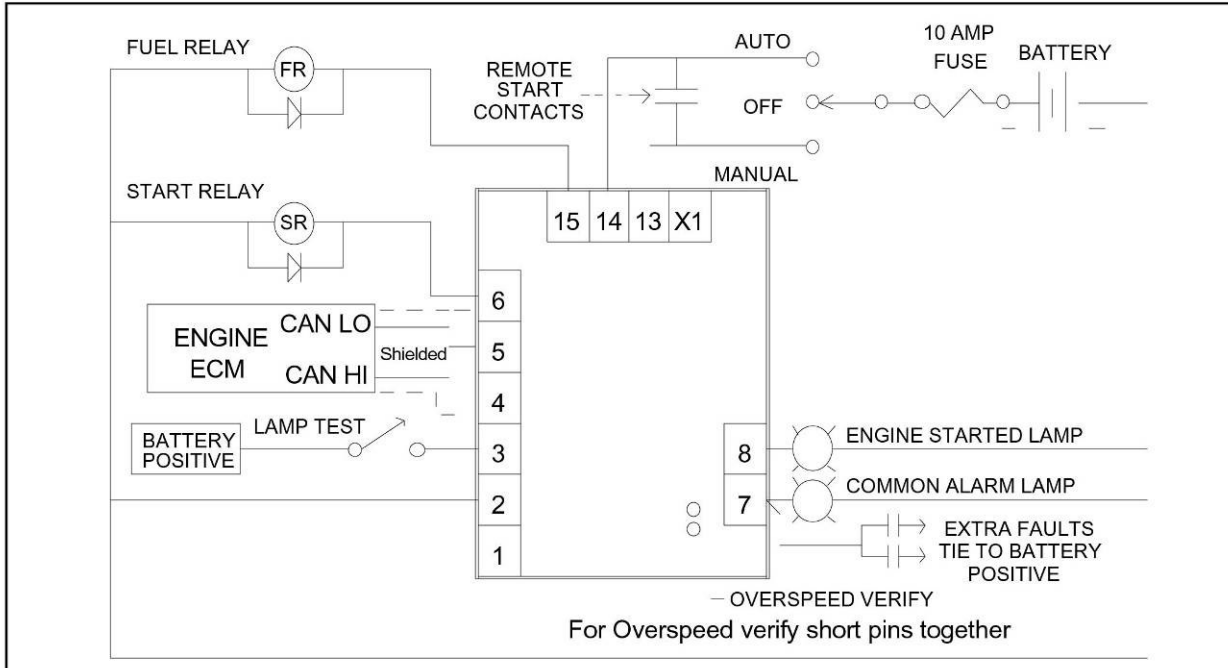 FUEL RELAY
FR
REMOTE
START
CONTACTS
AUTO
OFF
MANUAL
10 AMP
FUSE
BATTERY
START RELAY
SR
15 14 13 X1
6
5
4
3
2
1
ENGINE
ECM
CAN LO
CAN HI
Shielded
BATTERY
POSITIVE
LAMP TEST
8
7
ENGINE STARTED LAMP
COMMON ALARM LAMP
EXTRA FAULTS
TIE TO BATTERY
POSITIVE
OVERSPEED VERIFY
For Overspeed verify short pins together